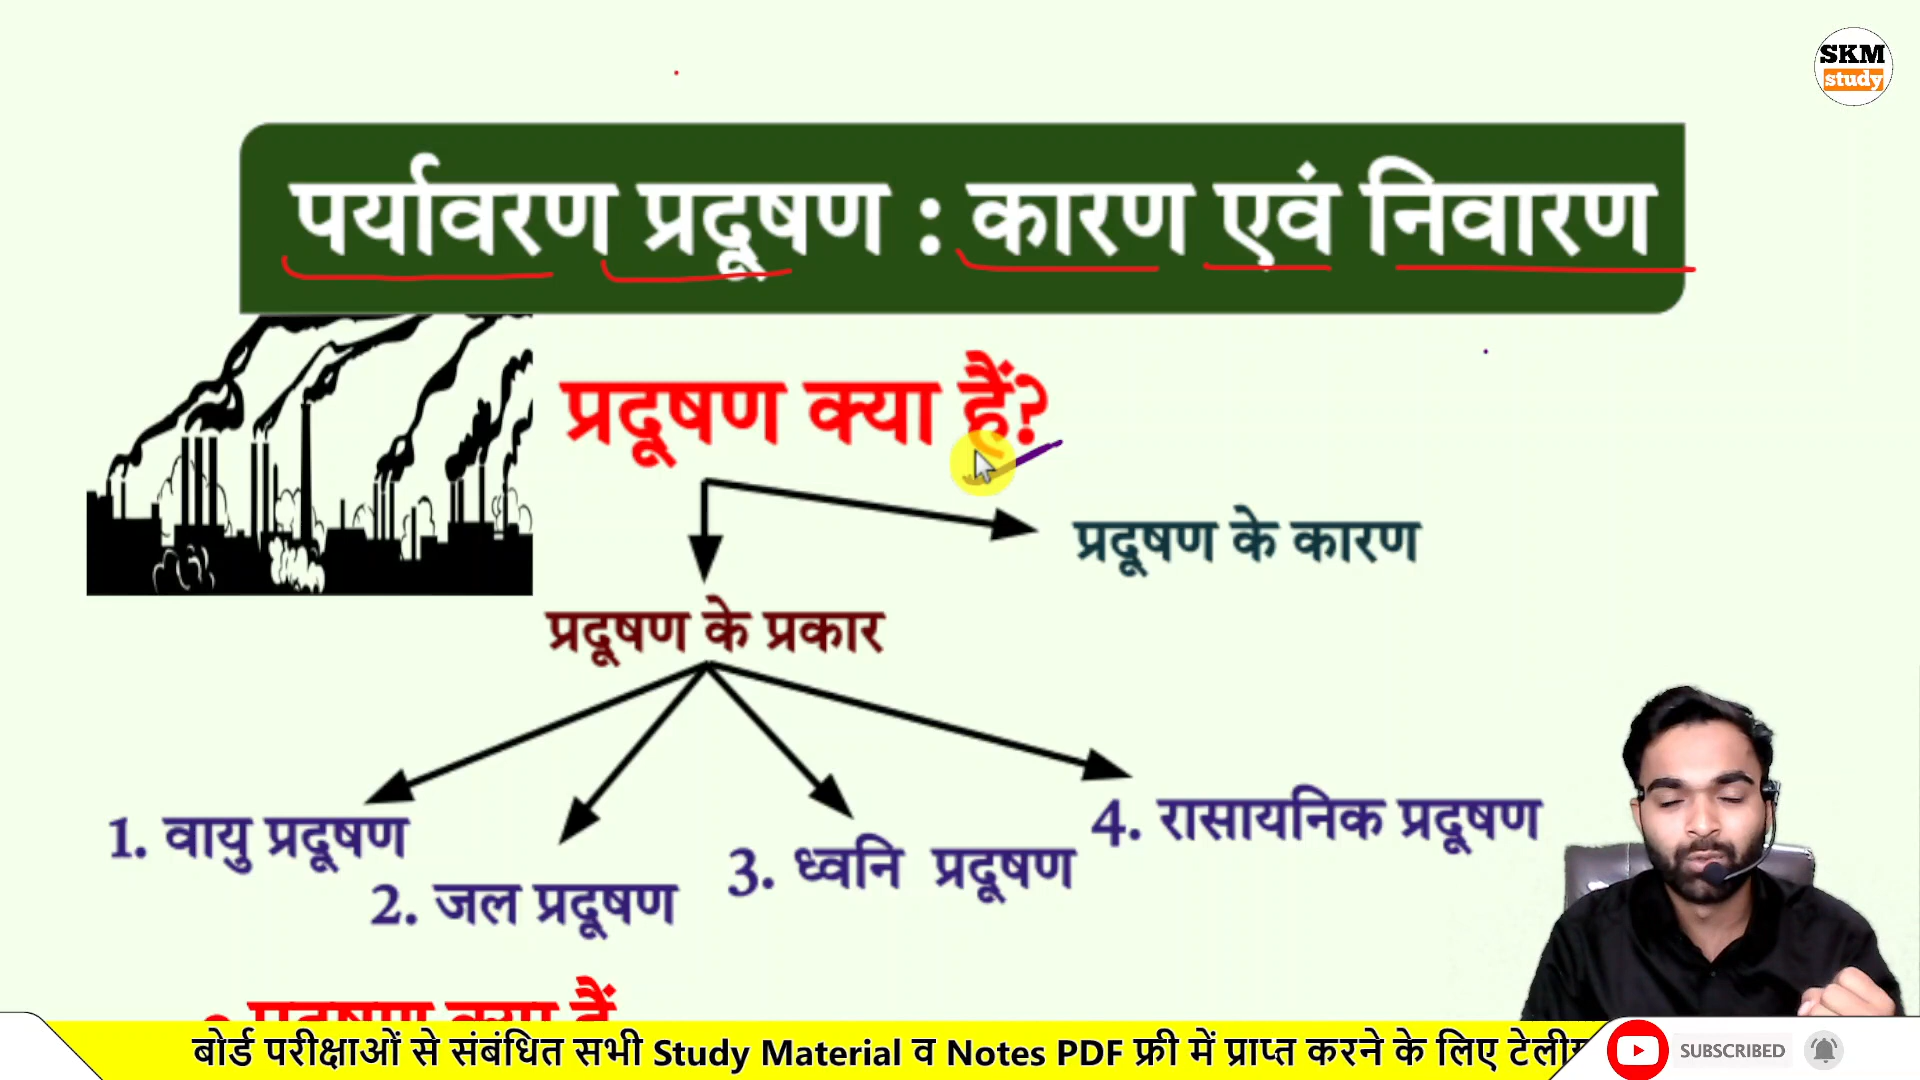 SKM
study
पर्यावरण प्रदूषण : कारण एवं निवारण
प्रदूषण क्या हैं?
प्रदूषण के कारण
प्रदूषण के प्रकार
1. वायु प्रदूषण
2. जल प्रदूषण
3. ध्वनि प्रदूषण
4. रासायनिक प्रदूषण
• प्रदूषण क्या हैं
बोर्ड परीक्षाओं से संबंधित सभी Study Material व Notes PDF फ्री में प्राप्त करने के लिए
SUBSCRIBED